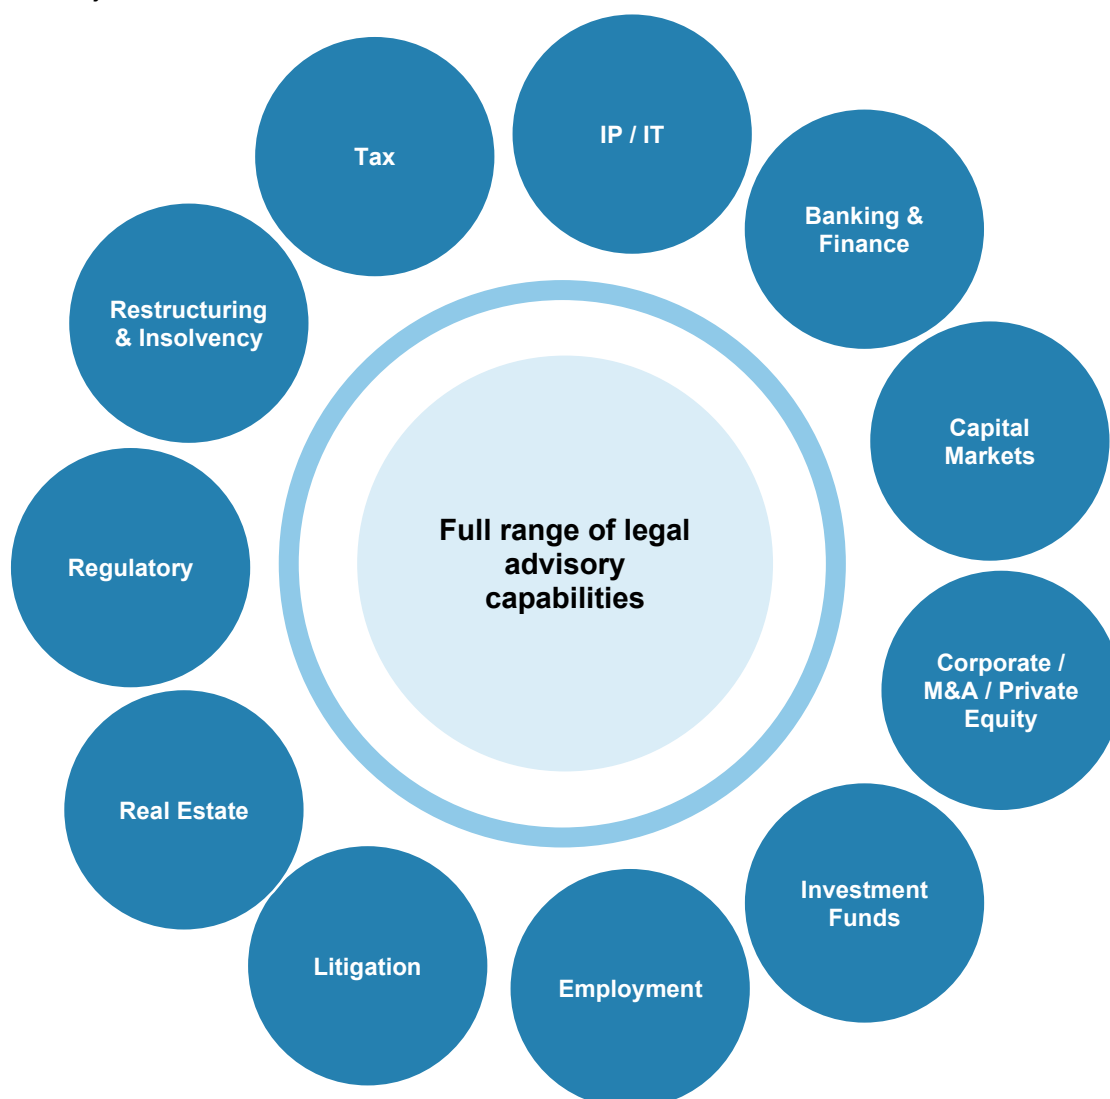 IP / IT
Tax
Banking &
Finance
Restructuring
& Insolvency
Capital
Markets
Full range of legal
advisory
capabilities
Regulatory
Corporate /
M&A / Private
Equity
Real Estate
Investment
Funds
Litigation
Employment